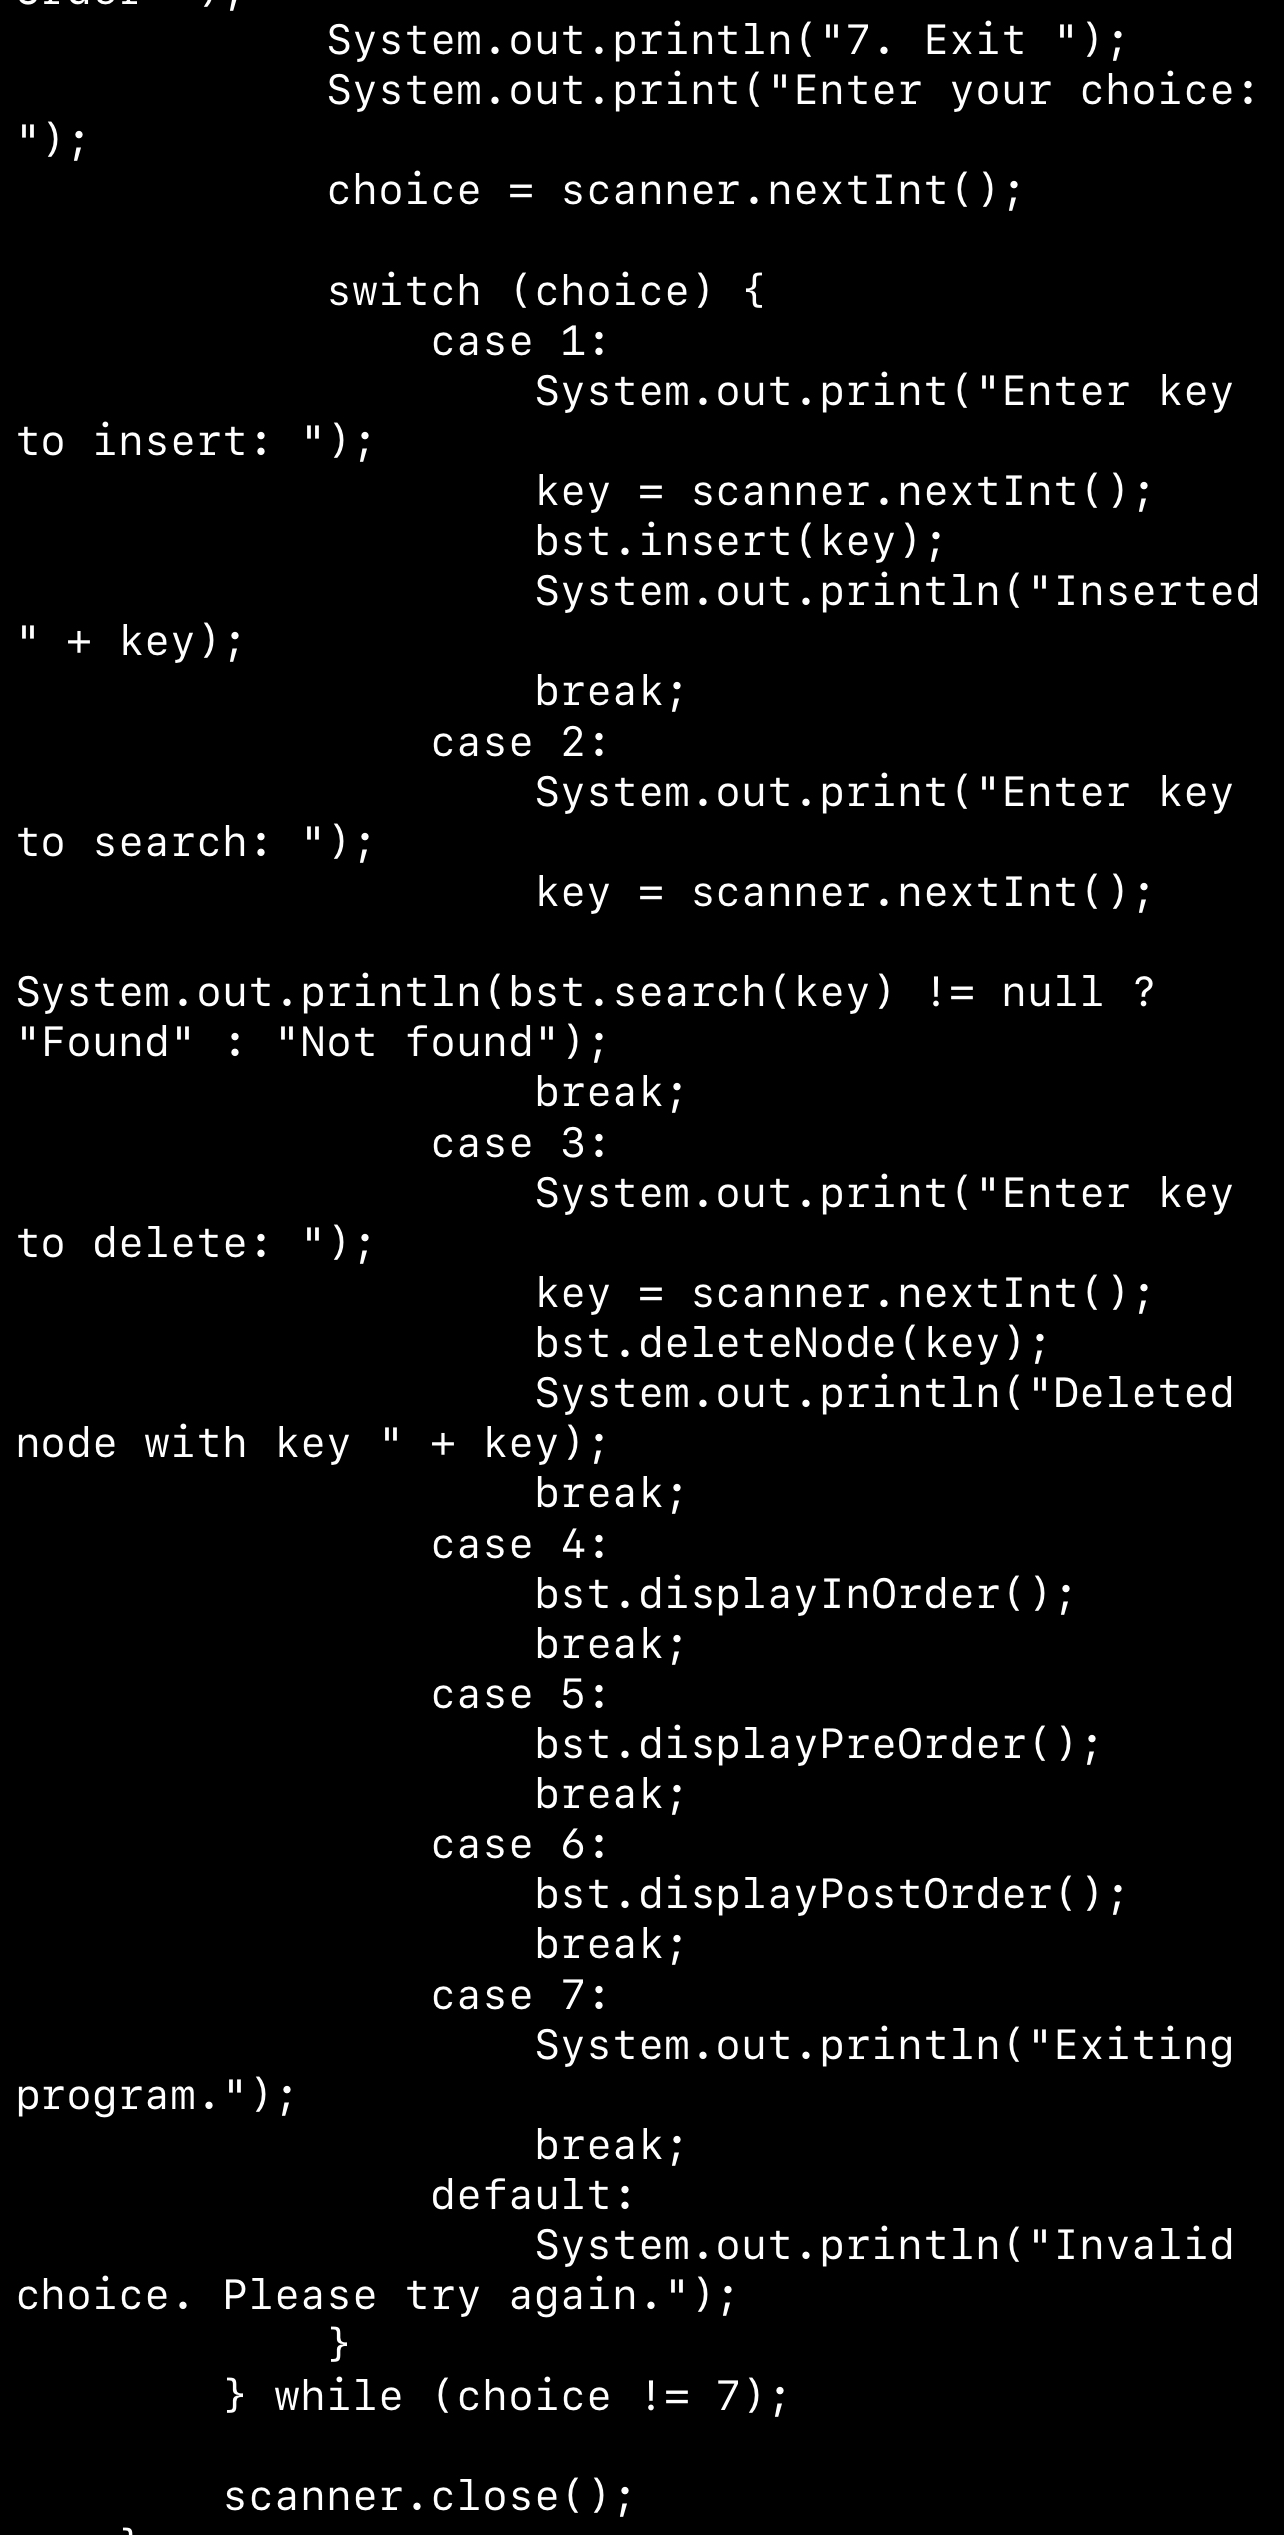 order ");
            System.out.println("7. Exit ");
            System.out.print("Enter your choice:
");
            choice = scanner.nextInt();

            switch (choice) {
                case 1:
                    System.out.print("Enter key
to insert: ");
                    key = scanner.nextInt();
                    bst.insert(key);
                    System.out.println("Inserted
" + key);
                    break;
                case 2:
                    System.out.print("Enter key
to search: ");
                    key = scanner.nextInt();

System.out.println(bst.search(key) != null ?
"Found" : "Not found");
                    break;
                case 3:
                    System.out.print("Enter key
to delete: ");
                    key = scanner.nextInt();
                    bst.deleteNode(key);
                    System.out.println("Deleted
node with key " + key);
                    break;
                case 4:
                    bst.displayInOrder();
                    break;
                case 5:
                    bst.displayPreOrder();
                    break;
                case 6:
                    bst.displayPostOrder();
                    break;
                case 7:
                    System.out.println("Exiting
program.");
                    break;
                default:
                    System.out.println("Invalid
choice. Please try again.");
            }
        } while (choice != 7);

        scanner.close();
    }